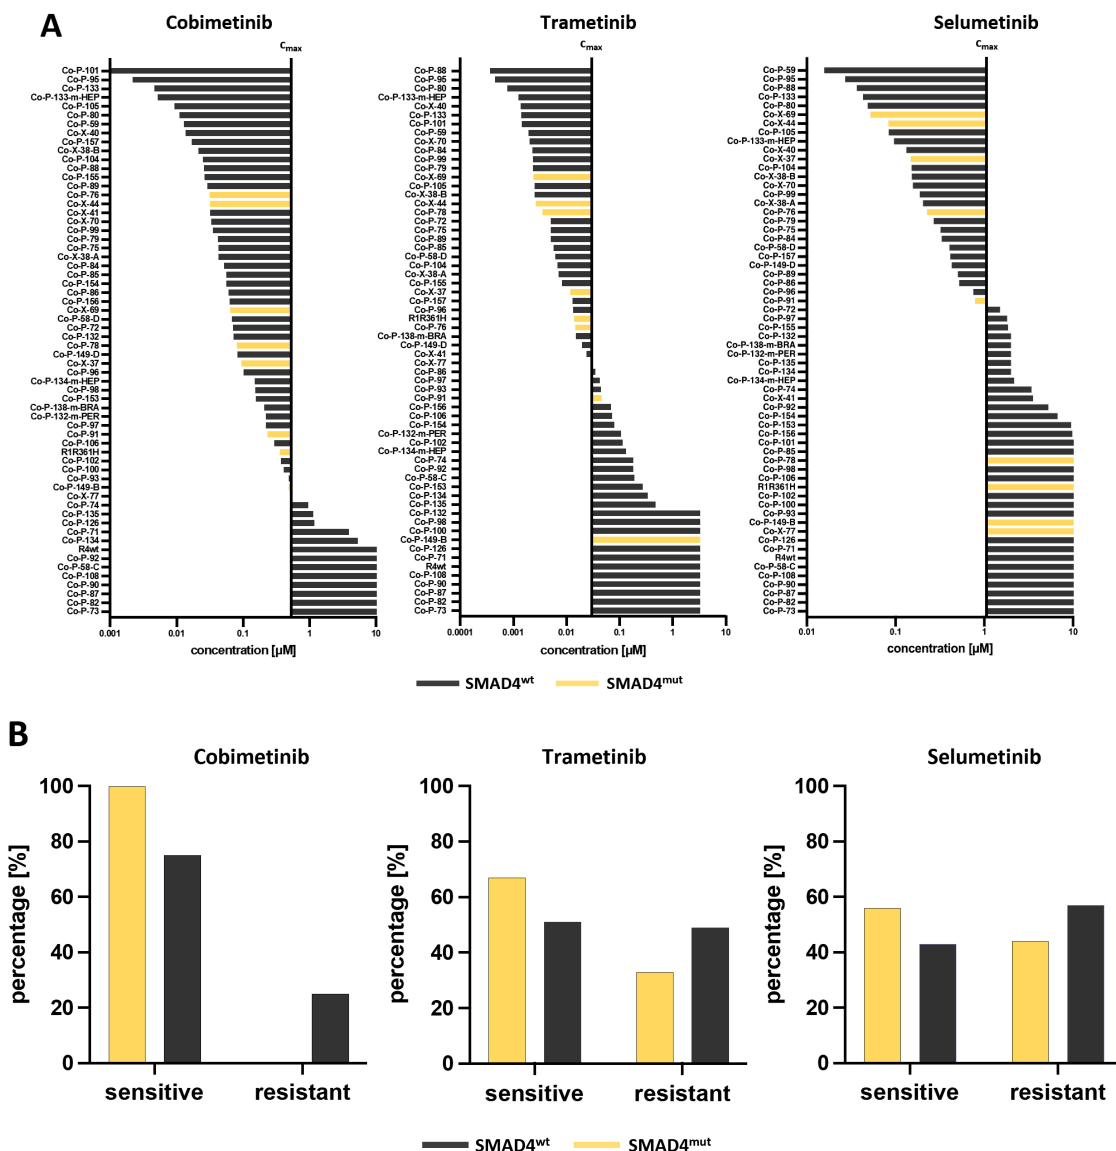 A
Cobimetinib
Trametinib
Selumetinib
cmax
cmax
cmax
Co-P-101
Co-P-95
Co-P-133
Co-P-133-m-HEP
Co-P-105
Co-P-80
Co-P-59
Co-X-40
Co-P-157
Co-X-38-B
Co-P-104
Co-P-88
Co-P-155
Co-P-89
Co-P-76
Co-X-44
Co-X-41
Co-X-70
Co-P-99
Co-P-79
Co-P-75
Co-X-38-A
Co-P-84
Co-P-85
Co-P-154
Co-P-86
Co-P-156
Co-X-69
Co-P-58-D
Co-P-72
Co-P-132
Co-P-78
Co-P-149-D
Co-X-37
Co-P-96
Co-P-134-m-HEP
Co-P-98
Co-P-153
Co-P-138-m-BRA
Co-P-132-m-PER
Co-P-97
Co-P-91
Co-P-106
R1R361H
Co-P-102
Co-P-100
Co-P-93
Co-P-149-B
Co-X-77
Co-P-74
Co-P-135
Co-P-126
Co-P-71
Co-P-134
R4wt
Co-P-92
Co-P-58-C
Co-P-108
Co-P-90
Co-P-87
Co-P-82
Co-P-73
0.001 0.01 0.1 1 10
concentration [µM]
Co-P-88
Co-P-95
Co-P-80
Co-P-133-m-HEP
Co-X-40
Co-P-133
Co-P-101
Co-P-59
Co-X-70
Co-P-84
Co-P-99
Co-P-79
Co-X-69
Co-P-105
Co-X-38-B
Co-X-44
Co-P-78
Co-P-72
Co-P-75
Co-P-89
Co-P-85
Co-P-58-D
Co-P-104
Co-X-38-A
Co-P-155
Co-X-37
Co-P-157
Co-P-96
R1R361H
Co-P-76
Co-P-138-m-BRA
Co-P-149-D
Co-X-41
Co-X-77
Co-P-86
Co-P-97
Co-P-93
Co-P-91
Co-P-156
Co-P-106
Co-P-154
Co-P-132-m-PER
Co-P-102
Co-P-134-m-HEP
Co-P-74
Co-P-92
Co-P-58-C
Co-P-153
Co-P-134
Co-P-135
Co-P-132
Co-P-98
Co-P-100
Co-P-149-B
Co-P-126
Co-P-71
R4wt
Co-P-108
Co-P-90
Co-P-87
Co-P-82
Co-P-73
0.0001 0.001 0.01 0.1 1 10
concentration [µM]
Co-P-59
Co-P-95
Co-P-88
Co-P-133
Co-P-80
Co-X-69
Co-X-44
Co-P-105
Co-P-133-m-HEP
Co-X-40
Co-X-37
Co-P-104
Co-X-38-B
Co-X-70
Co-P-99
Co-X-38-A
Co-P-76
Co-P-79
Co-P-75
Co-P-84
Co-P-58-D
Co-P-157
Co-P-149-D
Co-P-89
Co-P-86
Co-P-96
Co-P-91
Co-P-72
Co-P-97
Co-P-155
Co-P-132
Co-P-138-m-BRA
Co-P-132-m-PER
Co-P-135
Co-P-134
Co-P-134-m-HEP
Co-P-74
Co-X-41
Co-P-92
Co-P-154
Co-P-153
Co-P-156
Co-P-101
Co-P-85
Co-P-78
Co-P-98
Co-P-106
R1R361H
Co-P-102
Co-P-100
Co-P-93
Co-P-149-B
Co-X-77
Co-P-126
Co-P-71
R4wt
Co-P-58-C
Co-P-108
Co-P-90
Co-P-87
Co-P-82
Co-P-73
0.01 0.1 1 10
concentration [µM]
SMAD4wt SMAD4mut
B
Cobimetinib
percentage [%]
100
80
60
40
20
0
sensitive resistant
Trametinib
percentage [%]
100
80
60
40
20
0
sensitive resistant
Selumetinib
percentage [%]
100
80
60
40
20
0
sensitive resistant
SMAD4wt SMAD4mut